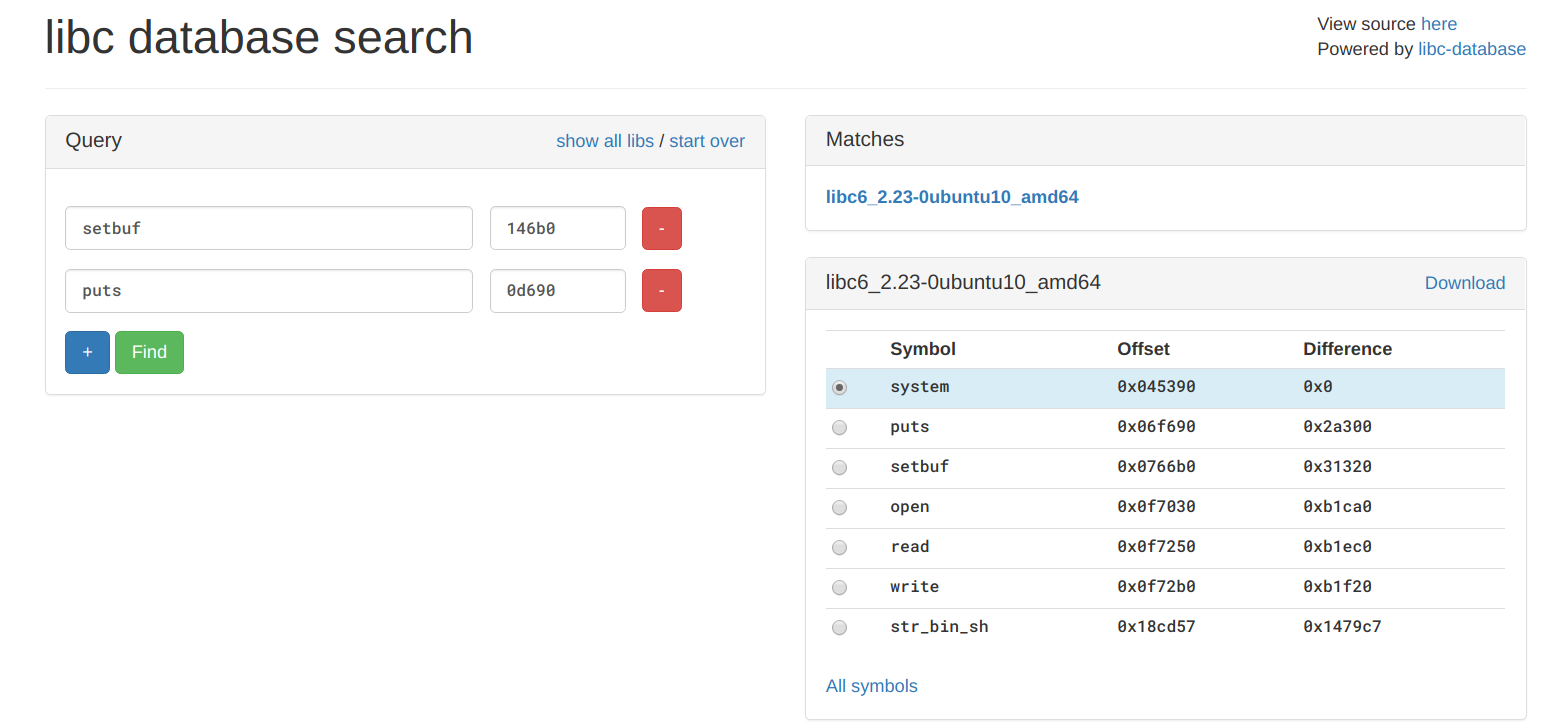 libc database search
View source here
Powered by libc-database
Query
show all libs / start over
setbuf 146b0 -
puts 0d690 -
+ Find
Matches
libc6_2.23-0ubuntu10_amd64
libc6_2.23-0ubuntu10_amd64 Download
Symbol Offset Difference
system 0x045390 0x0
puts 0x06f690 0x2a300
setbuf 0x0766b0 0x31320
open 0x0f7030 0xb1ca0
read 0x0f7250 0xb1ec0
write 0x0f72b0 0xb1f20
str_bin_sh 0x18cd57 0x1479c7
All symbols